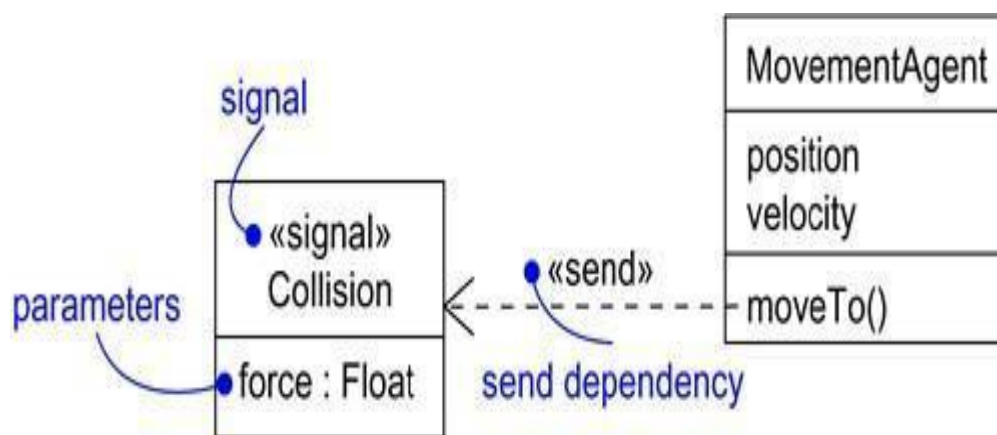 signal
«signal»
Collision
parameters
force : Float
«send»
send dependency
MovementAgent
position
velocity
moveTo()